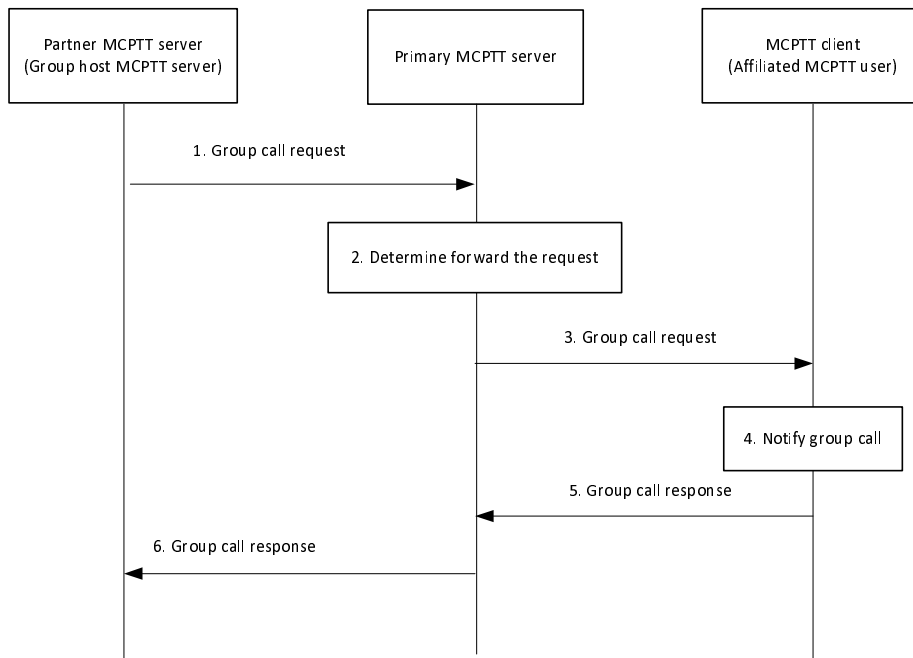 Partner MCPTT server
(Group host MCPTT server)
Primary MCPTT server
MCPTT client
(Affiliated MCPTT user)
1. Group call request
2. Determine forward the request
3. Group call request
4. Notify group call
5. Group call response
6. Group call response